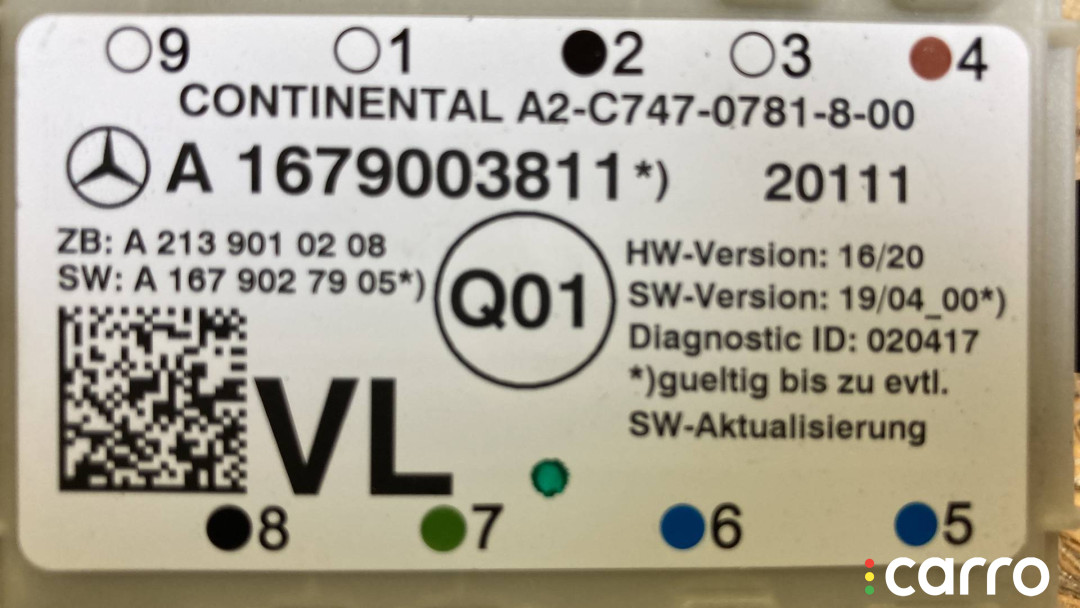 9 1 2 3 4
CONTINENTAL A2-C747-0781-8-00
A 1679003811*) 20111
ZB: A 213 901 02 08
SW: A 167 902 79 05*)
Q01
HW-Version: 16/20
SW-Version: 19/04_00*)
Diagnostic ID: 020417
*)gueltig bis zu evtl.
SW-Aktualisierung
VL
8 7 6 5
carro